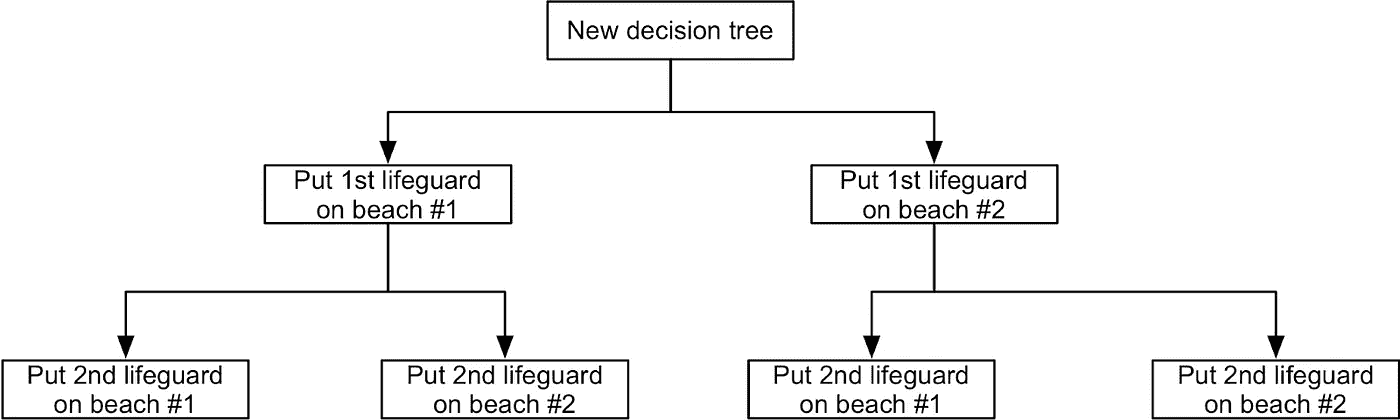 New decision tree
Put 1st lifeguard
on beach #1
Put 1st lifeguard
on beach #2
Put 2nd lifeguard
on beach #1
Put 2nd lifeguard
on beach #2
Put 2nd lifeguard
on beach #1
Put 2nd lifeguard
on beach #2